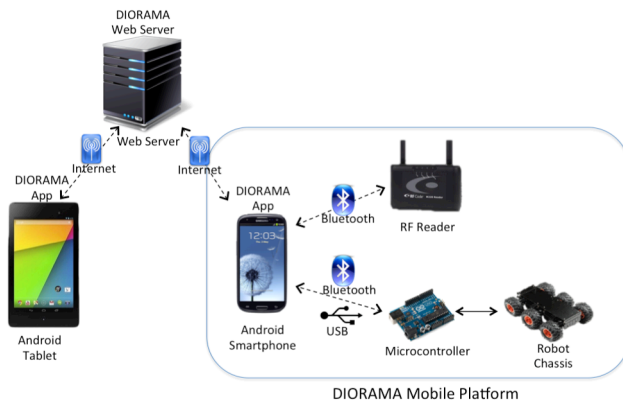 DIORAMA
Web Server
Web Server
Internet
Internet
DIORAMA
App
DIORAMA
App
12:03
Bluetooth
RF Reader
Bluetooth
USB
Android
Tablet
Android
Smartphone
Microcontroller
Robot
Chassis
DIORAMA Mobile Platform